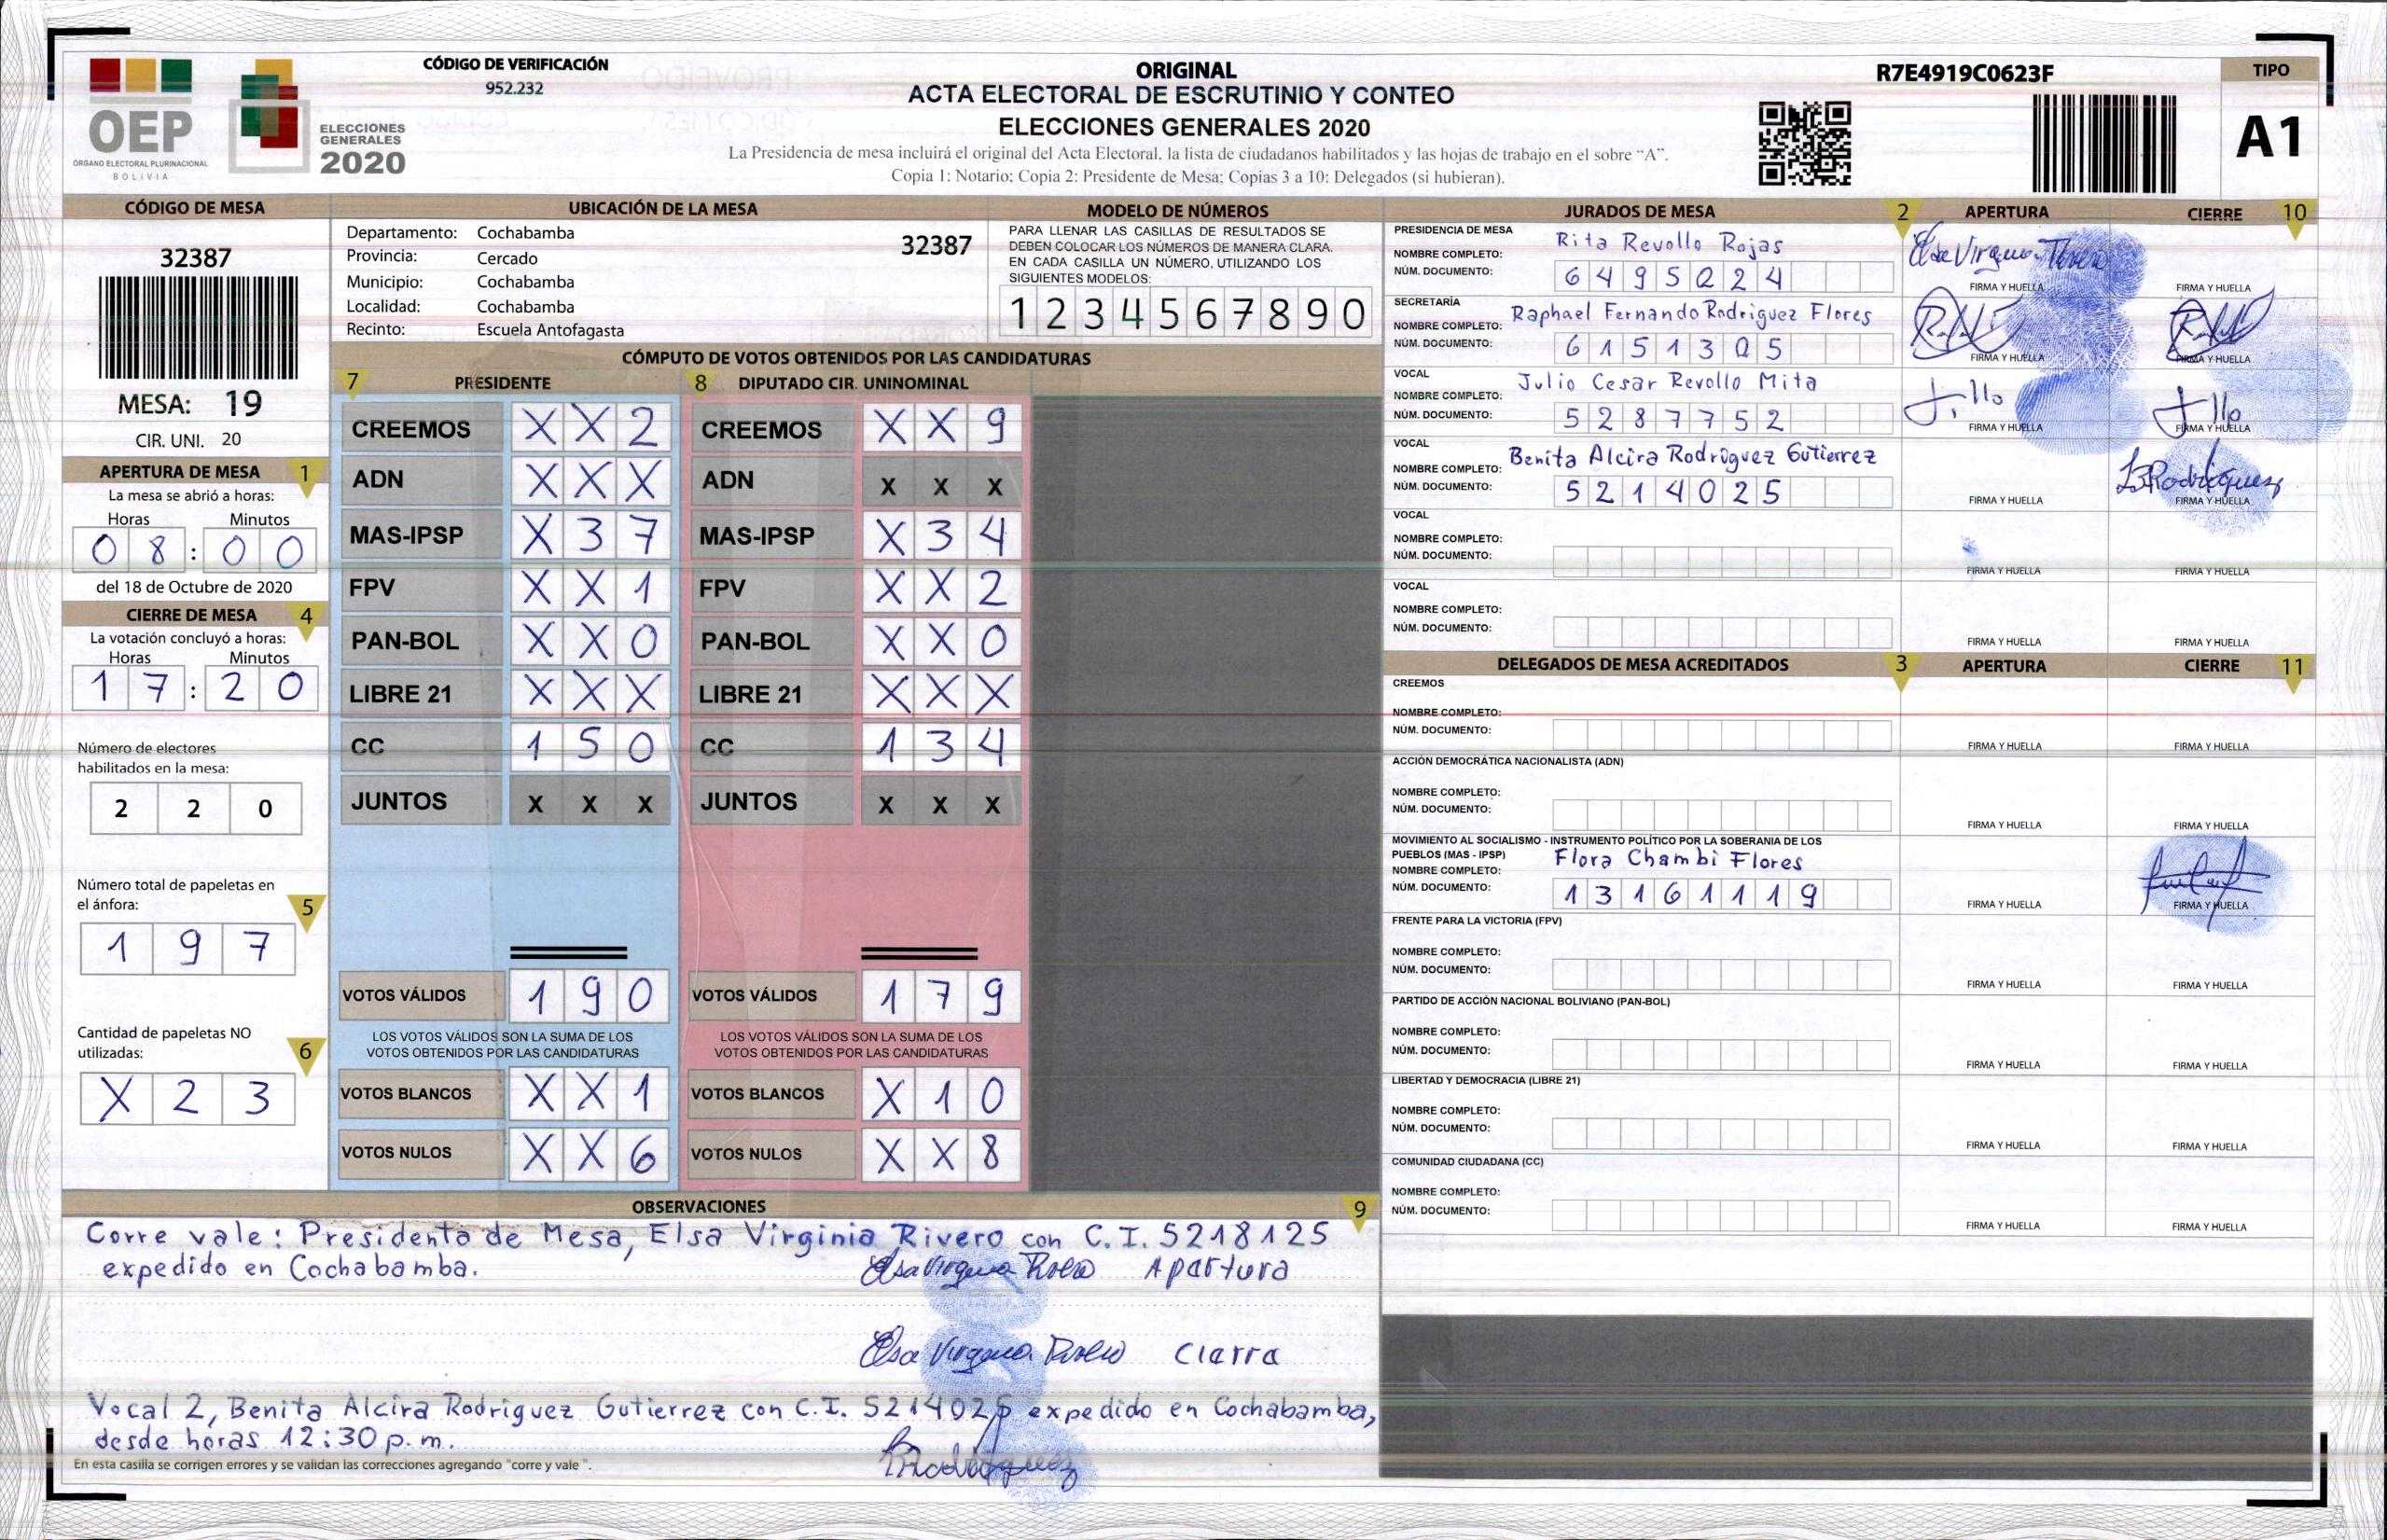 OEP
ÓRGANO ELECTORAL PLURINACIONAL
BOLIVIA
ELECCIONES
GENERALES
2020
CÓDIGO DE VERIFICACIÓN
952.232
ORIGINAL
ACTA ELECTORAL DE ESCRUTINIO Y CONTEO
ELECCIONES GENERALES 2020
La Presidencia de mesa incluirá el original del Acta Electoral, la lista de ciudadanos habilitados y las hojas de trabajo en el sobre “A”.
Copia 1: Notario; Copia 2: Presidente de Mesa; Copias 3 a 10: Delegados (si hubieran).
R7E4919C0623F
TIPO
A1
CÓDIGO DE MESA
32387
MESA: 19
CIR. UNI. 20
APERTURA DE MESA 1
La mesa se abrió a horas:
Horas Minutos
0 8 : 0 0
del 18 de Octubre de 2020
CIERRE DE MESA 4
La votación concluyó a horas:
Horas Minutos
1 7 : 2 0
Número de electores
habilitados en la mesa:
2 2 0
Número total de papeletas en
el ánfora: 5
1 9 7
Cantidad de papeletas NO
utilizadas: 6
X 2 3
UBICACIÓN DE LA MESA
Departamento: Cochabamba 32387
Provincia: Cercado
Municipio: Cochabamba
Localidad: Cochabamba
Recinto: Escuela Antofagasta
MODELO DE NÚMEROS
PARA LLENAR LAS CASILLAS DE RESULTADOS SE
DEBEN COLOCAR LOS NÚMEROS DE MANERA CLARA.
EN CADA CASILLA UN NÚMERO, UTILIZANDO LOS
SIGUIENTES MODELOS:
1 2 3 4 5 6 7 8 9 0
CÓMPUTO DE VOTOS OBTENIDOS POR LAS CANDIDATURAS
7 PRESIDENTE
CREEMOS X X 2
ADN X X X
MAS-IPSP X 3 7
FPV X X 1
PAN-BOL X X 0
LIBRE 21 X X X
CC 1 5 0
JUNTOS X X X
VOTOS VÁLIDOS 1 9 0
LOS VOTOS VÁLIDOS SON LA SUMA DE LOS
VOTOS OBTENIDOS POR LAS CANDIDATURAS
VOTOS BLANCOS X X 1
VOTOS NULOS X X 6
8 DIPUTADO CIR. UNINOMINAL
CREEMOS X X 9
ADN X X X
MAS-IPSP X 3 4
FPV X X 2
PAN-BOL X X 0
LIBRE 21 X X X
CC 1 3 4
JUNTOS X X X
VOTOS VÁLIDOS 1 7 9
LOS VOTOS VÁLIDOS SON LA SUMA DE LOS
VOTOS OBTENIDOS POR LAS CANDIDATURAS
VOTOS BLANCOS X 1 0
VOTOS NULOS X X 8
OBSERVACIONES 9
Corre vale: Presidenta de Mesa, Elsa Virginia Rivero con C.I. 5218125
expedido en Cochabamba.
Elsa Virginia Apartura
Elsa Virginia Ciarra
Vocal 2, Benita Alcira Rodriguez Gutierrez con C.I. 5214025 expedido en Cochabamba,
desde horas 12:30 p.m.
En esta casilla se corrigen errores y se validan las correcciones agregando "corre y vale".
JURADOS DE MESA 2 APERTURA CIERRE 10
PRESIDENCIA DE MESA
NOMBRE COMPLETO: Rita Revollo Rojas
NÚM. DOCUMENTO: 6 4 9 5 0 2 4
Elsa Virginia
FIRMA Y HUELLA FIRMA Y HUELLA
SECRETARÍA
NOMBRE COMPLETO: Raphael Fernando Rodriguez Flores
NÚM. DOCUMENTO: 6 1 5 1 3 0 5
FIRMA Y HUELLA FIRMA Y HUELLA
VOCAL
NOMBRE COMPLETO: Julio Cesar Revollo Mita
NÚM. DOCUMENTO: 5 2 8 7 7 5 2
FIRMA Y HUELLA FIRMA Y HUELLA
VOCAL
NOMBRE COMPLETO: Benita Alcira Rodriguez Gutierrez
NÚM. DOCUMENTO: 5 2 1 4 0 2 5
BRodriguez
FIRMA Y HUELLA FIRMA Y HUELLA
VOCAL
NOMBRE COMPLETO:
NÚM. DOCUMENTO:
FIRMA Y HUELLA FIRMA Y HUELLA
VOCAL
NOMBRE COMPLETO:
NÚM. DOCUMENTO:
FIRMA Y HUELLA FIRMA Y HUELLA
DELEGADOS DE MESA ACREDITADOS 3 APERTURA CIERRE 11
CREEMOS
NOMBRE COMPLETO:
NÚM. DOCUMENTO:
FIRMA Y HUELLA FIRMA Y HUELLA
ACCIÓN DEMOCRÁTICA NACIONALISTA (ADN)
NOMBRE COMPLETO:
NÚM. DOCUMENTO:
FIRMA Y HUELLA FIRMA Y HUELLA
MOVIMIENTO AL SOCIALISMO - INSTRUMENTO POLÍTICO POR LA SOBERANIA DE LOS
PUEBLOS (MAS - IPSP)
NOMBRE COMPLETO: Flora Chambi Flores
NÚM. DOCUMENTO: 1 3 1 6 1 1 1 9
FIRMA Y HUELLA FIRMA Y HUELLA
FRENTE PARA LA VICTORIA (FPV)
NOMBRE COMPLETO:
NÚM. DOCUMENTO:
FIRMA Y HUELLA FIRMA Y HUELLA
PARTIDO DE ACCIÓN NACIONAL BOLIVIANO (PAN-BOL)
NOMBRE COMPLETO:
NÚM. DOCUMENTO:
FIRMA Y HUELLA FIRMA Y HUELLA
LIBERTAD Y DEMOCRACIA (LIBRE 21)
NOMBRE COMPLETO:
NÚM. DOCUMENTO:
FIRMA Y HUELLA FIRMA Y HUELLA
COMUNIDAD CIUDADANA (CC)
NOMBRE COMPLETO:
NÚM. DOCUMENTO:
FIRMA Y HUELLA FIRMA Y HUELLA